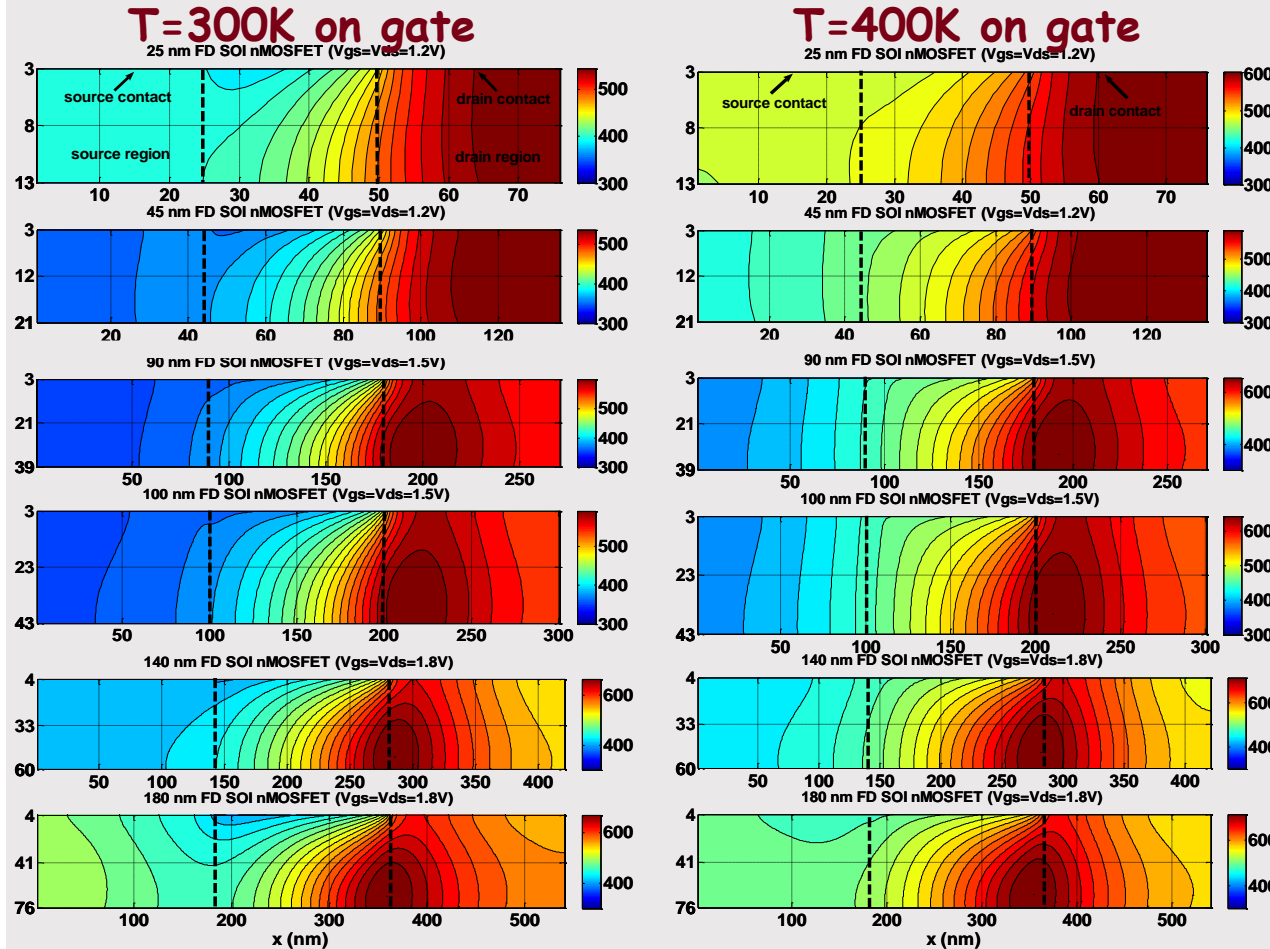 T=300K on gate
25 nm FD SOI nMOSFET (Vgs=Vds=1.2V)
3
8
13
source contact
drain contact
source region
drain region
10 20 30 40 50 60 70
500
400
300
45 nm FD SOI nMOSFET (Vgs=Vds=1.2V)
3
12
21
20 40 60 80 100 120
500
400
300
90 nm FD SOI nMOSFET (Vgs=Vds=1.5V)
3
21
39
50 100 150 200 250
500
400
300
100 nm FD SOI nMOSFET (Vgs=Vds=1.5V)
3
23
43
50 100 150 200 250 300
500
400
300
140 nm FD SOI nMOSFET (Vgs=Vds=1.8V)
4
33
60
50 100 150 200 250 300 350 400
600
400
180 nm FD SOI nMOSFET (Vgs=Vds=1.8V)
4
41
76
100 200 300 400 500
600
400
x (nm)
T=400K on gate
25 nm FD SOI nMOSFET (Vgs=Vds=1.2V)
3
8
13
source contact
drain contact
10 20 30 40 50 60 70
600
500
400
300
45 nm FD SOI nMOSFET (Vgs=Vds=1.2V)
3
12
21
20 40 60 80 100 120
500
400
300
90 nm FD SOI nMOSFET (Vgs=Vds=1.5V)
3
21
39
50 100 150 200 250
600
400
100 nm FD SOI nMOSFET (Vgs=Vds=1.5V)
3
23
43
50 100 150 200 250 300
600
500
400
300
140 nm FD SOI nMOSFET (Vgs=Vds=1.8V)
4
33
60
50 100 150 200 250 300 350 400
600
400
180 nm FD SOI nMOSFET (Vgs=Vds=1.8V)
4
41
76
100 200 300 400 500
600
400
x (nm)